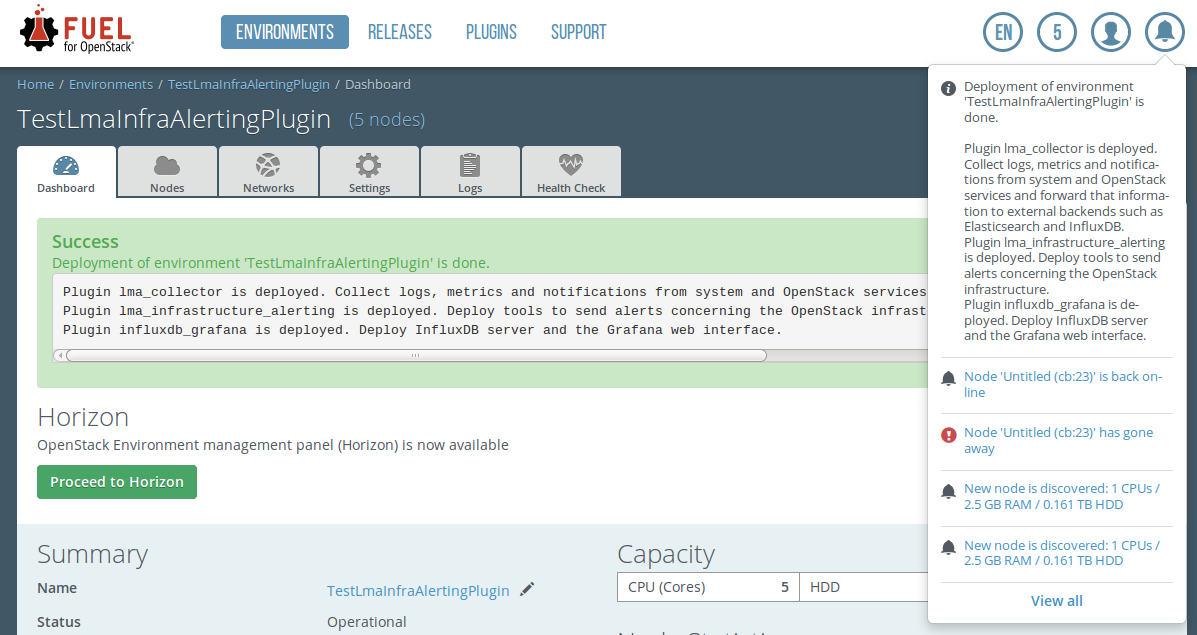 FUEL
for OpenStack
ENVIRONMENTS RELEASES PLUGINS SUPPORT
EN 5
Home / Environments / TestLmaInfraAlertingPlugin / Dashboard
TestLmaInfraAlertingPlugin (5 nodes)
Dashboard Nodes Networks Settings Logs Health Check
Success
Deployment of environment 'TestLmaInfraAlertingPlugin' is done.
Plugin lma_collector is deployed. Collect logs, metrics and notifications from system and OpenStack services
Plugin lma_infrastructure_alerting is deployed. Deploy tools to send alerts concerning the OpenStack infrast
Plugin influxdb_grafana is deployed. Deploy InfluxDB server and the Grafana web interface.
Horizon
OpenStack Environment management panel (Horizon) is now available
Proceed to Horizon
Summary
Name TestLmaInfraAlertingPlugin
Status Operational
Capacity
CPU (Cores) 5 HDD
Deployment of environment
'TestLmaInfraAlertingPlugin' is
done.
Plugin lma_collector is deployed.
Collect logs, metrics and notifica-
tions from system and OpenStack
services and forward that informa-
tion to external backends such as
Elasticsearch and InfluxDB.
Plugin lma_infrastructure_alerting
is deployed. Deploy tools to send
alerts concerning the OpenStack
infrastructure.
Plugin influxdb_grafana is de-
ployed. Deploy InfluxDB server
and the Grafana web interface.
Node 'Untitled (cb:23)' is back on-
line
Node 'Untitled (cb:23)' has gone
away
New node is discovered: 1 CPUs /
2.5 GB RAM / 0.161 TB HDD
New node is discovered: 1 CPUs /
2.5 GB RAM / 0.161 TB HDD
View all